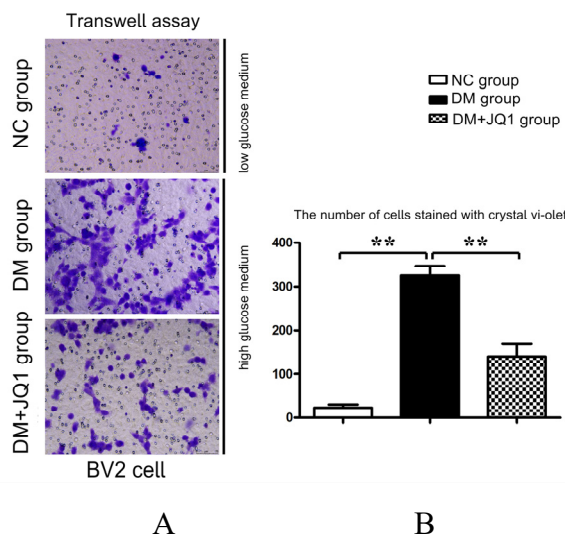 Transwell assay
NC group
low glucose medium
DM group
DM+JQ1 group
high glucose medium
BV2 cell
A
NC group
DM group
DM+JQ1 group
The number of cells stained with crystal vi-olet
**
**
400
300
200
100
0
B